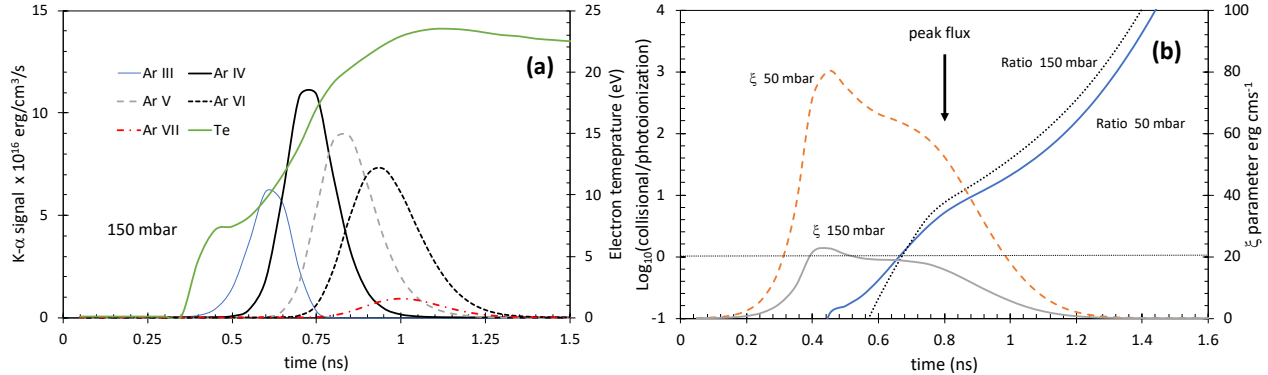 15
10
5
0
K-α signal x 10¹⁶ erg/cm³/s
Ar III
Ar IV
Ar V
Ar VI
Ar VII
Te
150 mbar
(a)
25
20
15
10
5
0
Electron temeprature (eV)
0 0.25 0.5 0.75 1 1.25 1.5
time (ns)
4
3
2
1
0
-1
Log₁₀(collisional/photoionization)
(b)
peak flux
ξ 50 mbar
Ratio 150 mbar
Ratio 50 mbar
ξ 150 mbar
100
80
60
40
20
0
ξ parameter erg cms⁻¹
0 0.2 0.4 0.6 0.8 1 1.2 1.4 1.6
time (ns)